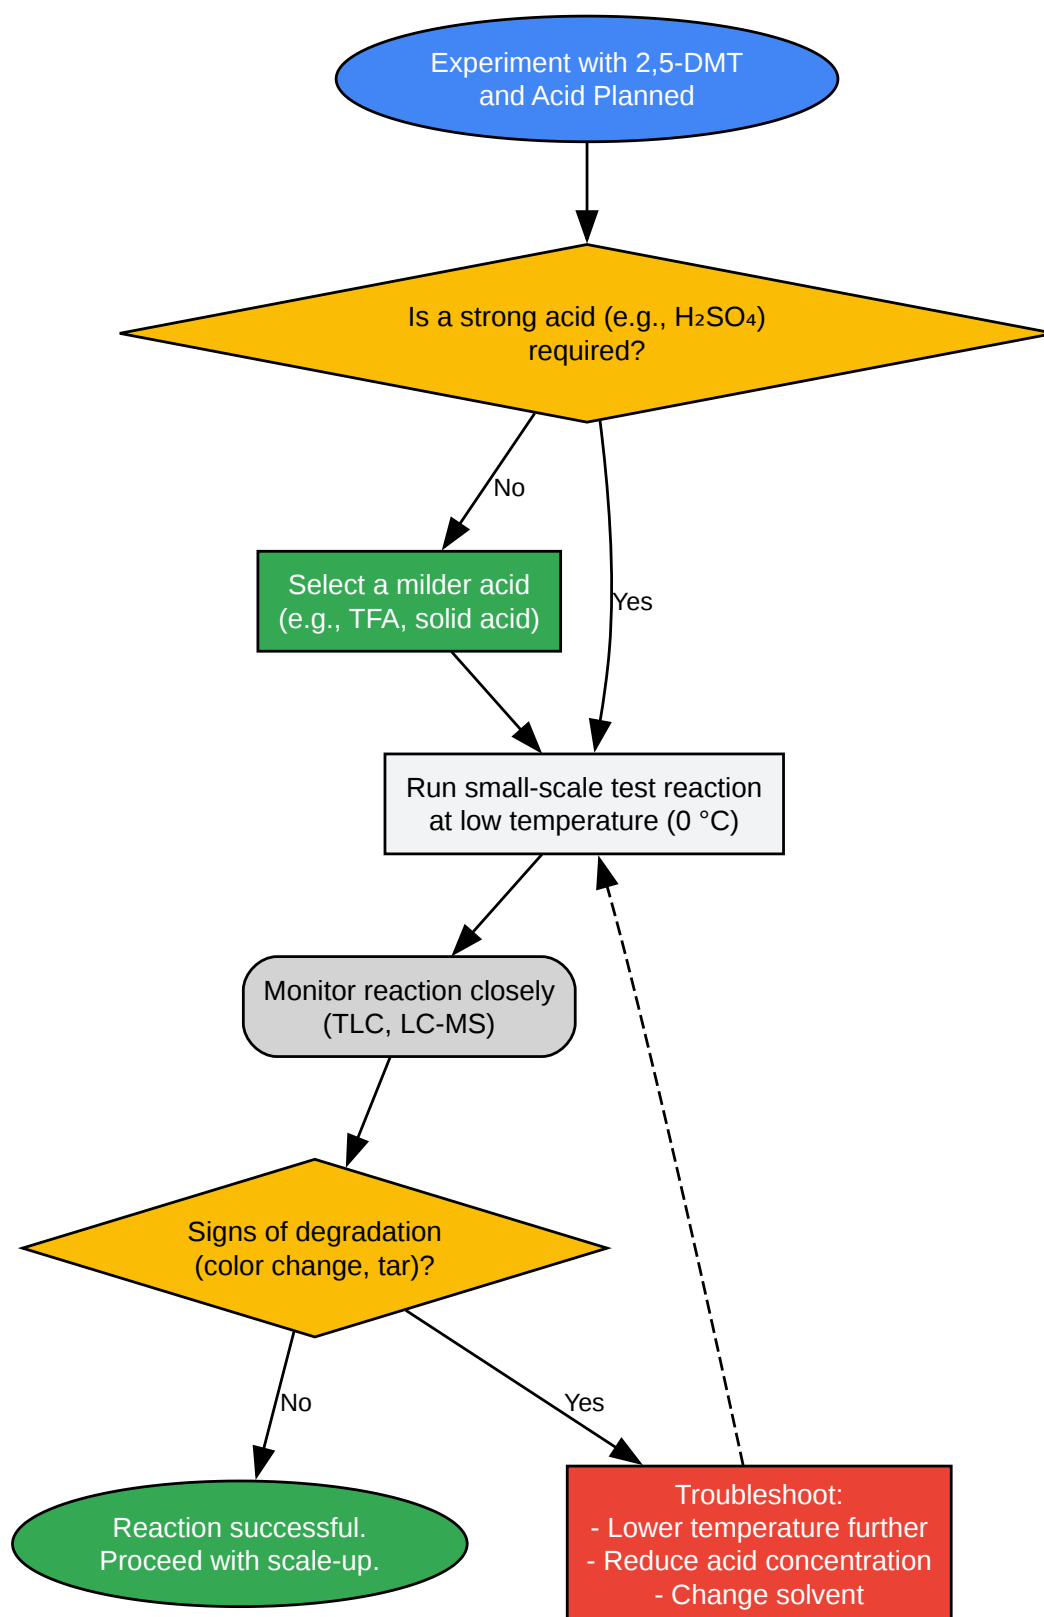 Experiment with 2,5-DMT
and Acid Planned
Is a strong acid (e.g., H₂SO₄)
required?
No
Yes
Select a milder acid
(e.g., TFA, solid acid)
Run small-scale test reaction
at low temperature (0 °C)
Monitor reaction closely
(TLC, LC-MS)
Signs of degradation
(color change, tar)?
No
Yes
Reaction successful.
Proceed with scale-up.
Troubleshoot:
- Lower temperature further
- Reduce acid concentration
- Change solvent